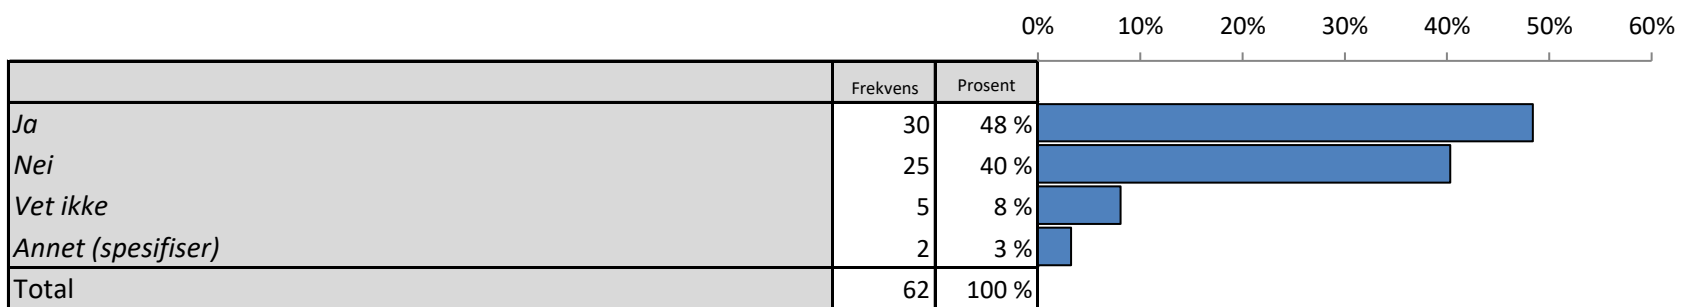 0% 10% 20% 30% 40% 50% 60%
Frekvens Prosent
Ja 30 48 %
Nei 25 40 %
Vet ikke 5 8 %
Annet (spesifiser) 2 3 %
Total 62 100 %